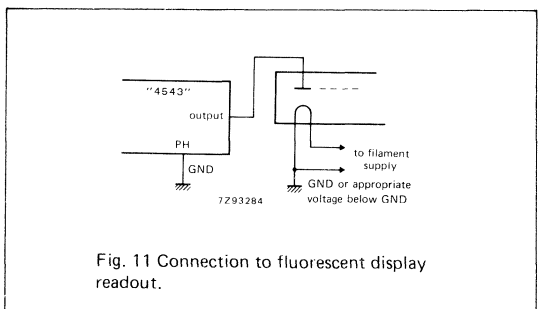 "4543"
output
PH
GND
to filament
supply
GND or appropriate
voltage below GND
7Z93284
Fig. 11 Connection to fluorescent display
readout.